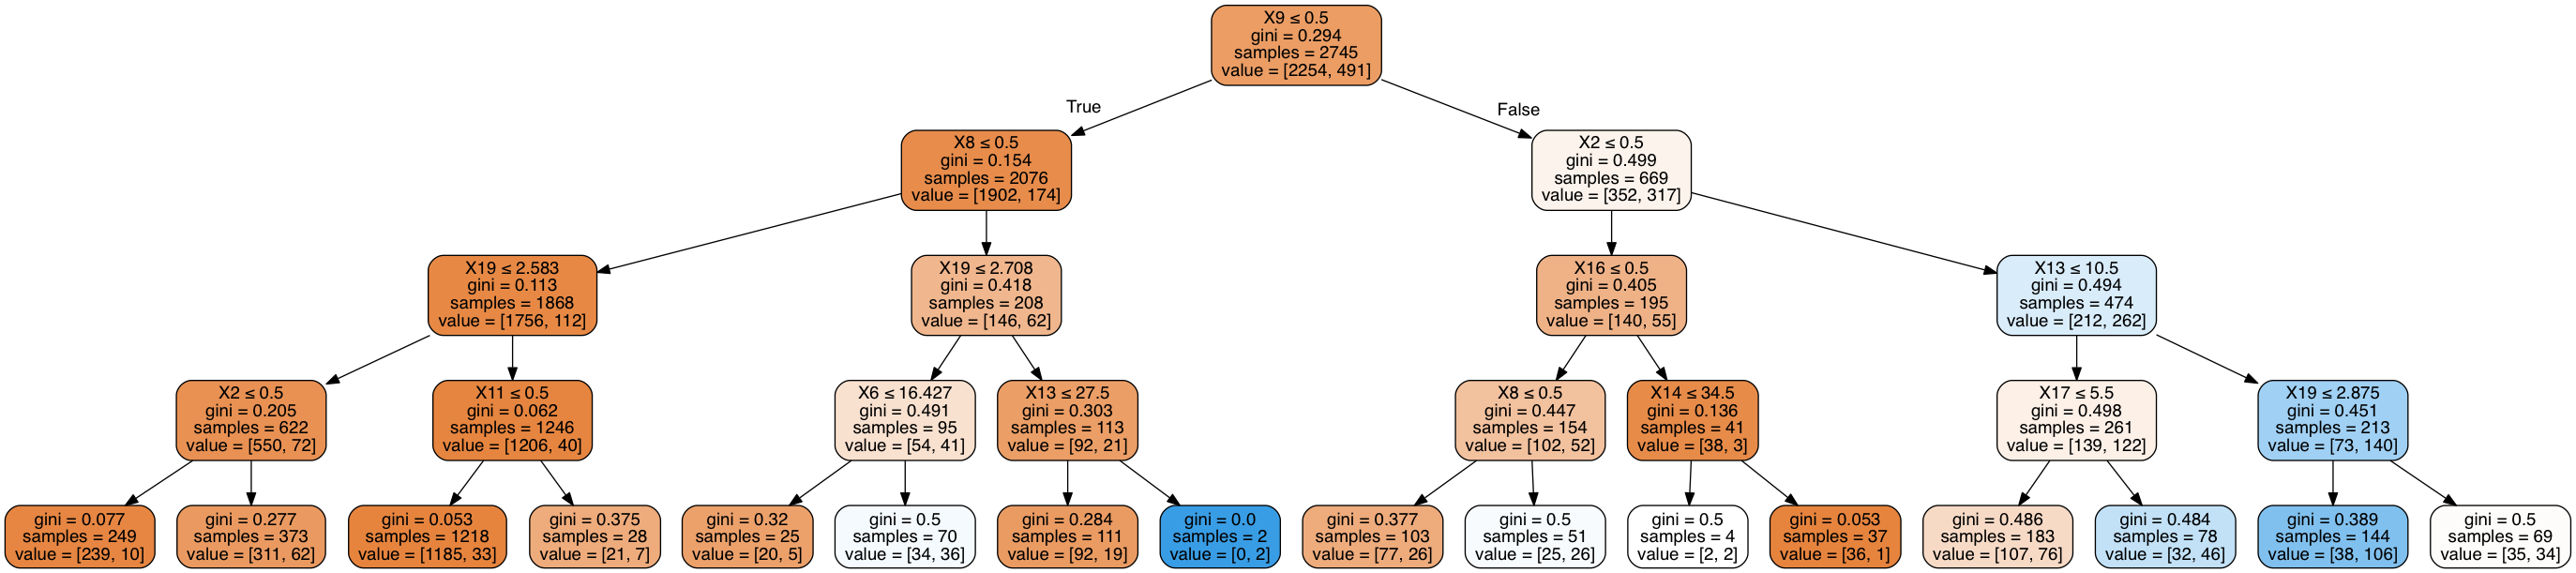 X9 ≤ 0.5
gini = 0.294
samples = 2745
value = [2254, 491]
True
False
X8 ≤ 0.5
gini = 0.154
samples = 2076
value = [1902, 174]
X2 ≤ 0.5
gini = 0.499
samples = 669
value = [352, 317]
X19 ≤ 2.583
gini = 0.113
samples = 1868
value = [1756, 112]
X19 ≤ 2.708
gini = 0.418
samples = 208
value = [146, 62]
X16 ≤ 0.5
gini = 0.405
samples = 195
value = [140, 55]
X13 ≤ 10.5
gini = 0.494
samples = 474
value = [212, 262]
X2 ≤ 0.5
gini = 0.205
samples = 622
value = [550, 72]
X11 ≤ 0.5
gini = 0.062
samples = 1246
value = [1206, 40]
X6 ≤ 16.427
gini = 0.491
samples = 95
value = [54, 41]
X13 ≤ 27.5
gini = 0.303
samples = 113
value = [92, 21]
X8 ≤ 0.5
gini = 0.447
samples = 154
value = [102, 52]
X14 ≤ 34.5
gini = 0.136
samples = 41
value = [38, 3]
X17 ≤ 5.5
gini = 0.498
samples = 261
value = [139, 122]
X19 ≤ 2.875
gini = 0.451
samples = 213
value = [73, 140]
gini = 0.077
samples = 249
value = [239, 10]
gini = 0.277
samples = 373
value = [311, 62]
gini = 0.053
samples = 1218
value = [1185, 33]
gini = 0.375
samples = 28
value = [21, 7]
gini = 0.32
samples = 25
value = [20, 5]
gini = 0.5
samples = 70
value = [34, 36]
gini = 0.284
samples = 111
value = [92, 19]
gini = 0.0
samples = 2
value = [0, 2]
gini = 0.377
samples = 103
value = [77, 26]
gini = 0.5
samples = 51
value = [25, 26]
gini = 0.5
samples = 4
value = [2, 2]
gini = 0.053
samples = 37
value = [36, 1]
gini = 0.486
samples = 183
value = [107, 76]
gini = 0.484
samples = 78
value = [32, 46]
gini = 0.389
samples = 144
value = [38, 106]
gini = 0.5
samples = 69
value = [35, 34]